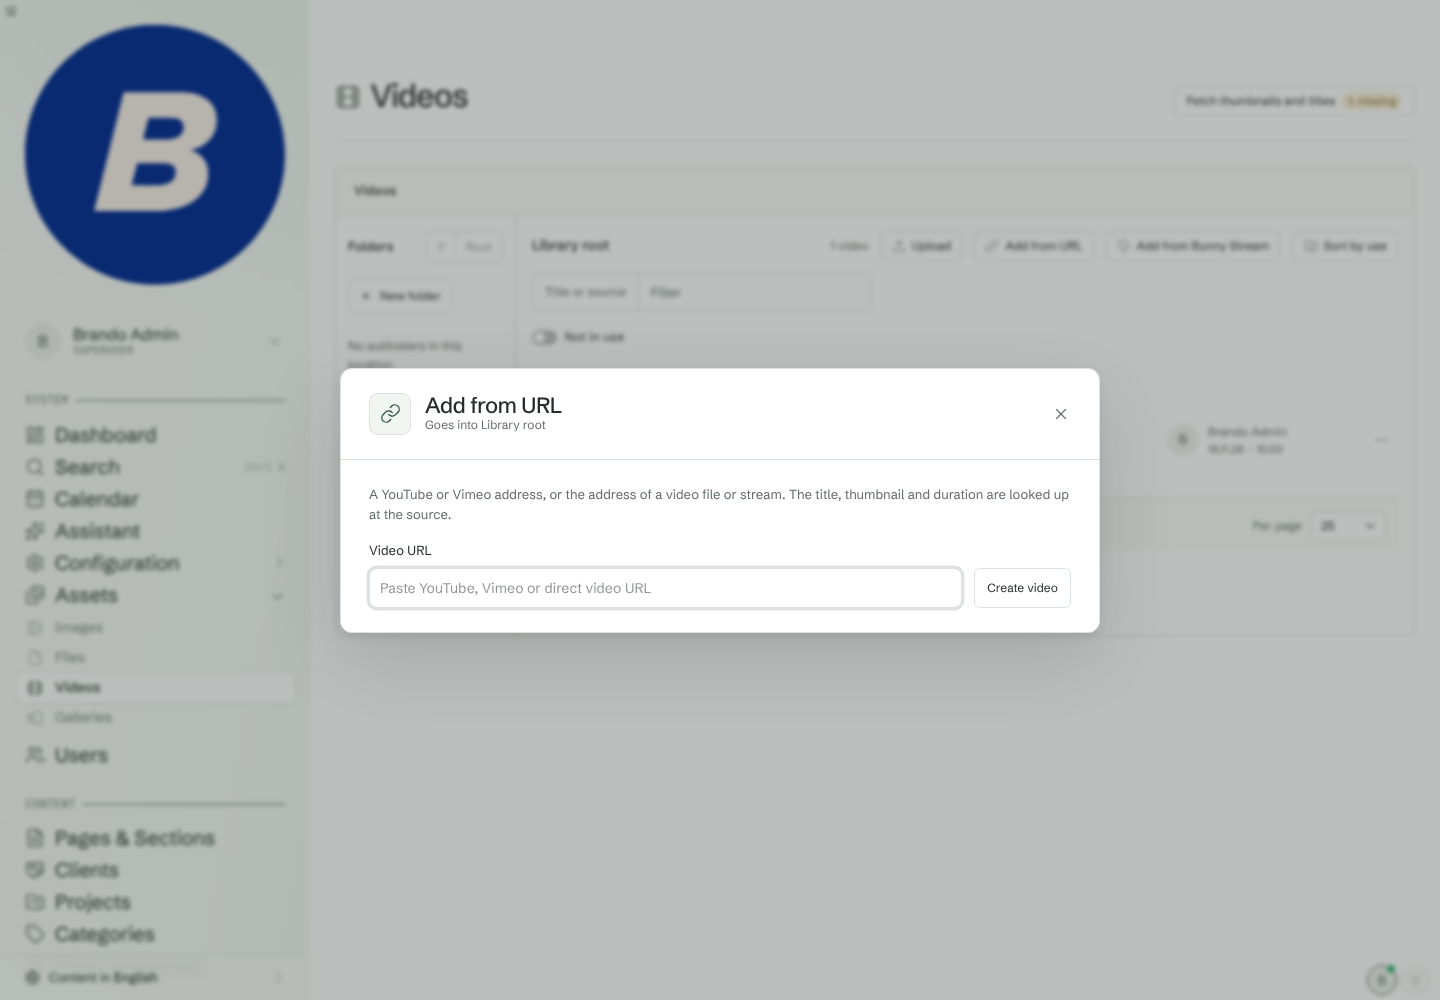 B
Videos
Fetch thumbnails and titles 1 missing
Videos
Folders
Root
Library root
1 video
Upload
Add from URL
Add from Bunny Stream
Sort by use
New folder
Title or source
Filter
Not in use
No subfolders in this
location
B
Brando Admin
SUPERUSER
SYSTEM
Dashboard
Search
Calendar
Assistant
Configuration
Assets
Images
Files
Videos
Galleries
Users
CONTENT
Pages & Sections
Clients
Projects
Categories
Content in English
Add from URL
Goes into Library root
A YouTube or Vimeo address, or the address of a video file or stream. The title, thumbnail and duration are looked up
at the source.
Video URL
Paste YouTube, Vimeo or direct video URL
Create video
B
Brando Admin
Per page
25
B